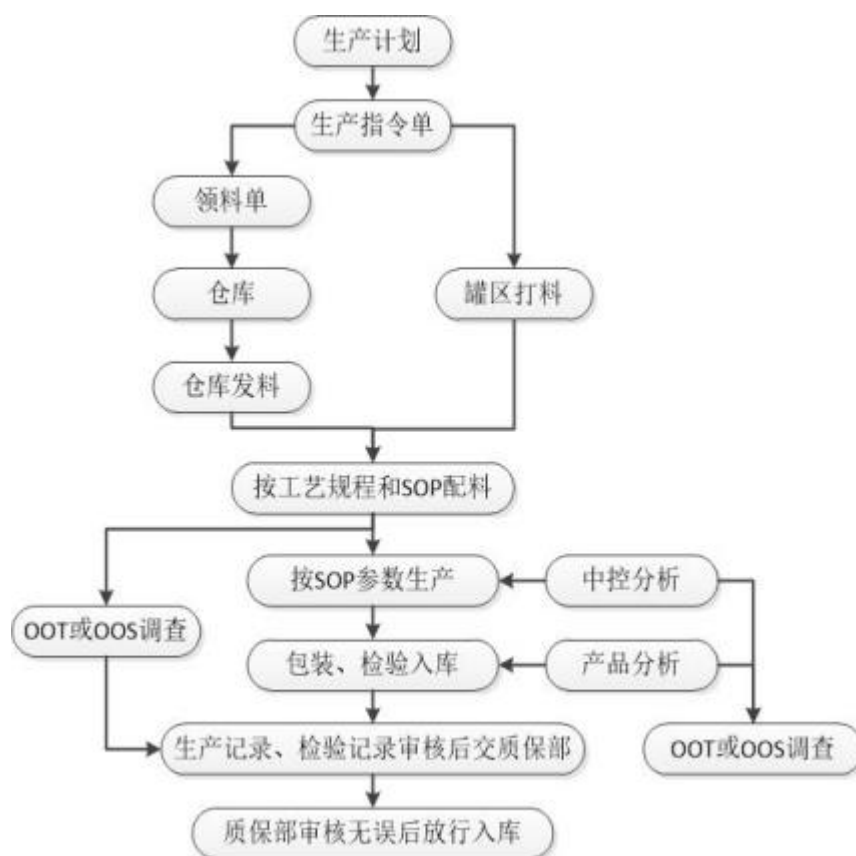 生产计划
生产指令单
领料单
仓库
罐区打料
仓库发料
按工艺规程和SOP配料
按SOP参数生产
中控分析
OOT或OOS调查
包装、检验入库
产品分析
生产记录、检验记录审核后交质保部
OOT或OOS调查
质保部审核无误后放行入库